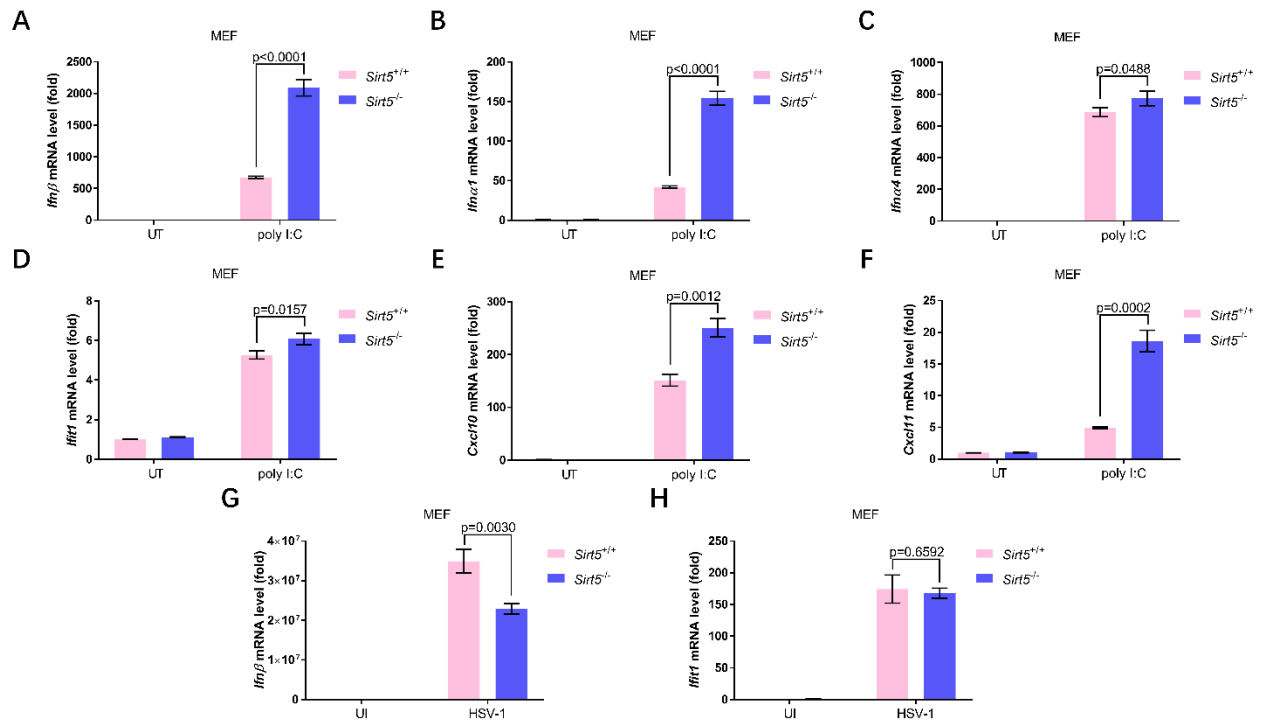 A
MEF
p<0.0001
Sirt5+/+
Sirt5-/-
Ifnβ mRNA level (fold)
2500
2000
1500
1000
500
0
UT poly I:C
B
MEF
p<0.0001
Sirt5+/+
Sirt5-/-
Ifnα1 mRNA level (fold)
200
150
100
50
0
UT poly I:C
C
MEF
p=0.0488
Sirt5+/+
Sirt5-/-
Ifnα4 mRNA level (fold)
1000
800
600
400
200
0
UT poly I:C
D
MEF
p=0.0157
Sirt5+/+
Sirt5-/-
Ifit1 mRNA level (fold)
8
6
4
2
0
UT poly I:C
E
MEF
p=0.0012
Sirt5+/+
Sirt5-/-
Cxcl10 mRNA level (fold)
300
200
100
0
UT poly I:C
F
MEF
p=0.0002
Sirt5+/+
Sirt5-/-
Cxcl11 mRNA level (fold)
25
20
15
10
5
0
UT poly I:C
G
MEF
p=0.0030
Sirt5+/+
Sirt5-/-
Ifnβ mRNA level (fold)
4×10⁷
3×10⁷
2×10⁷
1×10⁷
0
UI HSV-1
H
MEF
p=0.6592
Sirt5+/+
Sirt5-/-
Ifit1 mRNA level (fold)
250
200
150
100
50
0
UI HSV-1